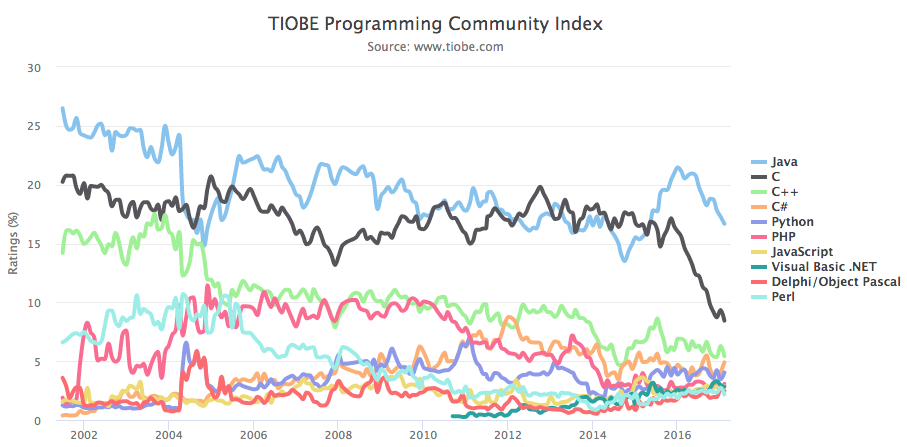 TIOBE Programming Community Index
Source: www.tiobe.com
Ratings (%)
30
25
20
15
10
5
0
2002 2004 2006 2008 2010 2012 2014 2016
Java
C
C++
C#
Python
PHP
JavaScript
Visual Basic .NET
Delphi/Object Pascal
Perl